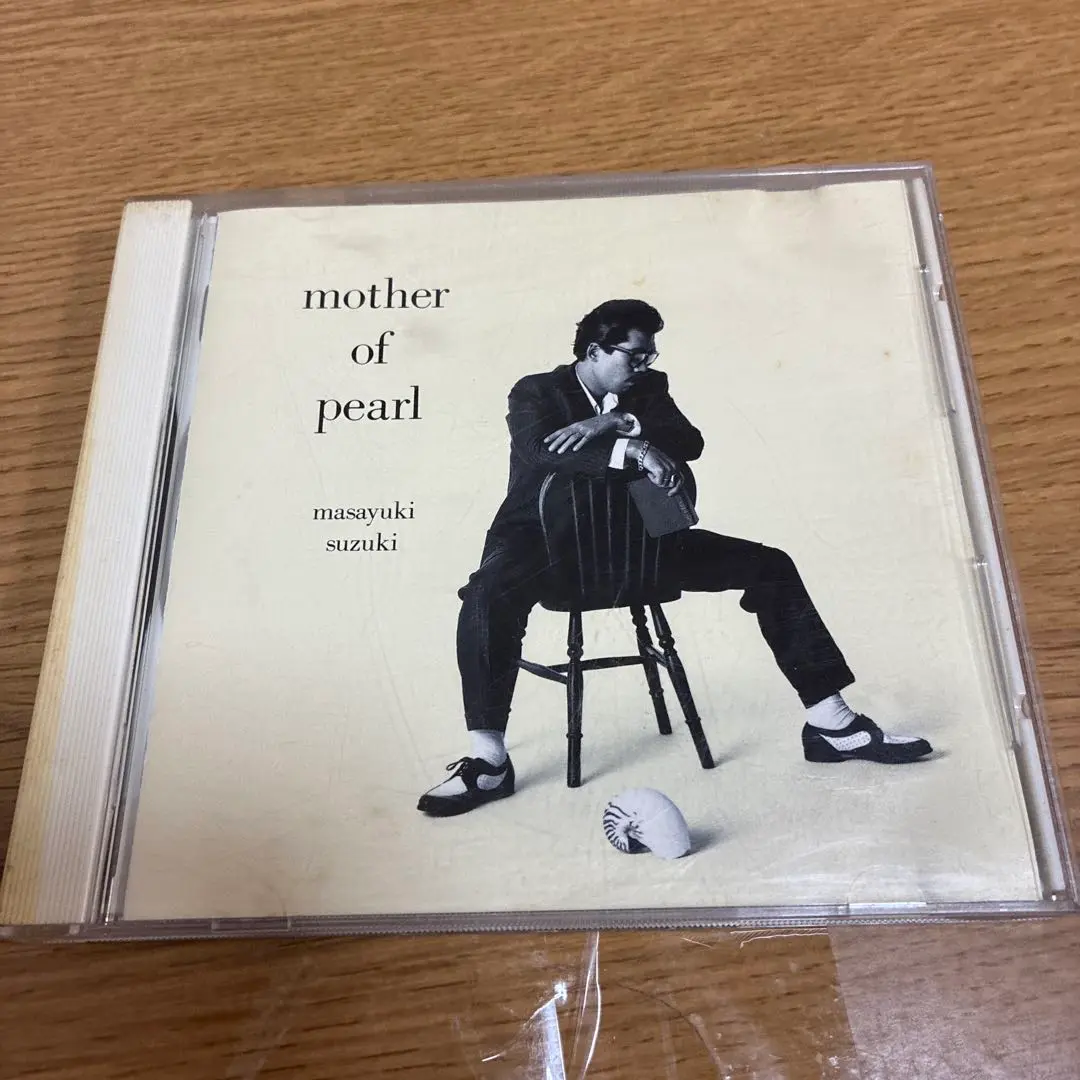 mother
of
pearl
masayuki
suzuki